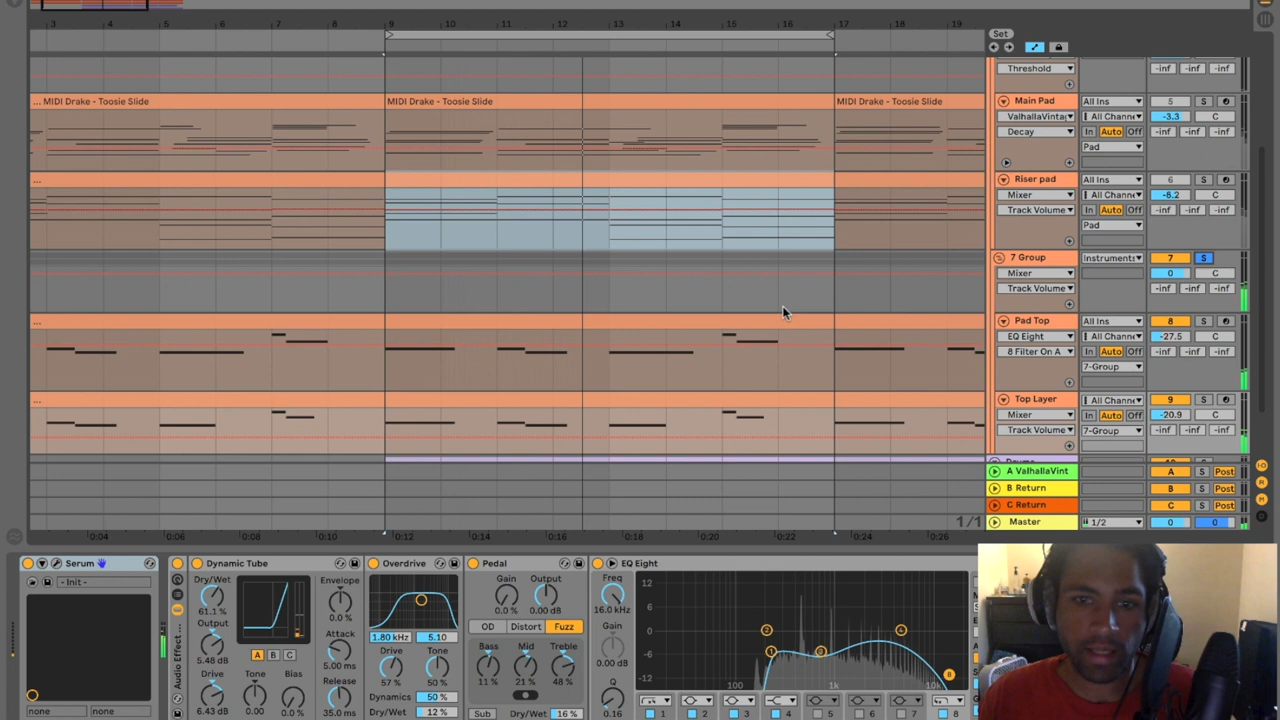 3 4 5 6 7 8 9 10 11 12 13 14 15 16 17 18 19
Set
Threshold -inf -inf -inf
... MIDI Drake - Toosie Slide MIDI Drake - Toosie Slide MIDI Drake - Toosie Slide
Main Pad All Ins 5 S
ValhallaVintag All Channe -3.3 C
Decay In Auto Off -inf -inf -inf
Pad
... Riser pad All Ins 6 S
Mixer All Channe -8.2 C
Track Volume In Auto Off -inf -inf -inf
Pad
7 Group Instruments 7 S
Mixer 0 C
Track Volume -inf -inf -inf
... Pad Top All Ins 8 S
EQ Eight All Channe -27.5 C
8 Filter On A In Auto Off -inf -inf -inf
7-Group
... Top Layer All Channe 9 S
Mixer In Auto Off -20.9 C
Track Volume 7-Group -inf -inf -inf
A ValhallaVint A S Post
B Return B S Post
C Return C S Post
1/1 Master 1/2 0 0
0:04 0:06 0:08 0:10 0:12 0:14 0:16 0:18 0:20 0:22 0:24 0:26
Serum Dynamic Tube Overdrive Pedal EQ Eight
- Init -
Dry/Wet Envelope Gain Output Freq 12
61.1 % 0.0 % 0.0 % 0.00 dB 16.0 kHz 6
Output Attack 1.80 kHz 5.10 OD Distort Fuzz Gain 0
5.48 dB A B C 5.00 ms Drive Tone Bass Mid Treble 0.00 dB -6
Drive Tone Bias Release 57 % 50 % 11 % 21 % 48 % Q -12
6.43 dB 0.00 0.0 % 35.0 ms Dynamics 50 % 100 1k 10k
none none Dry/Wet 12 % Sub Dry/Wet 16 % 0.16
1 2 3 4 5 6 7 8
Audio Effect